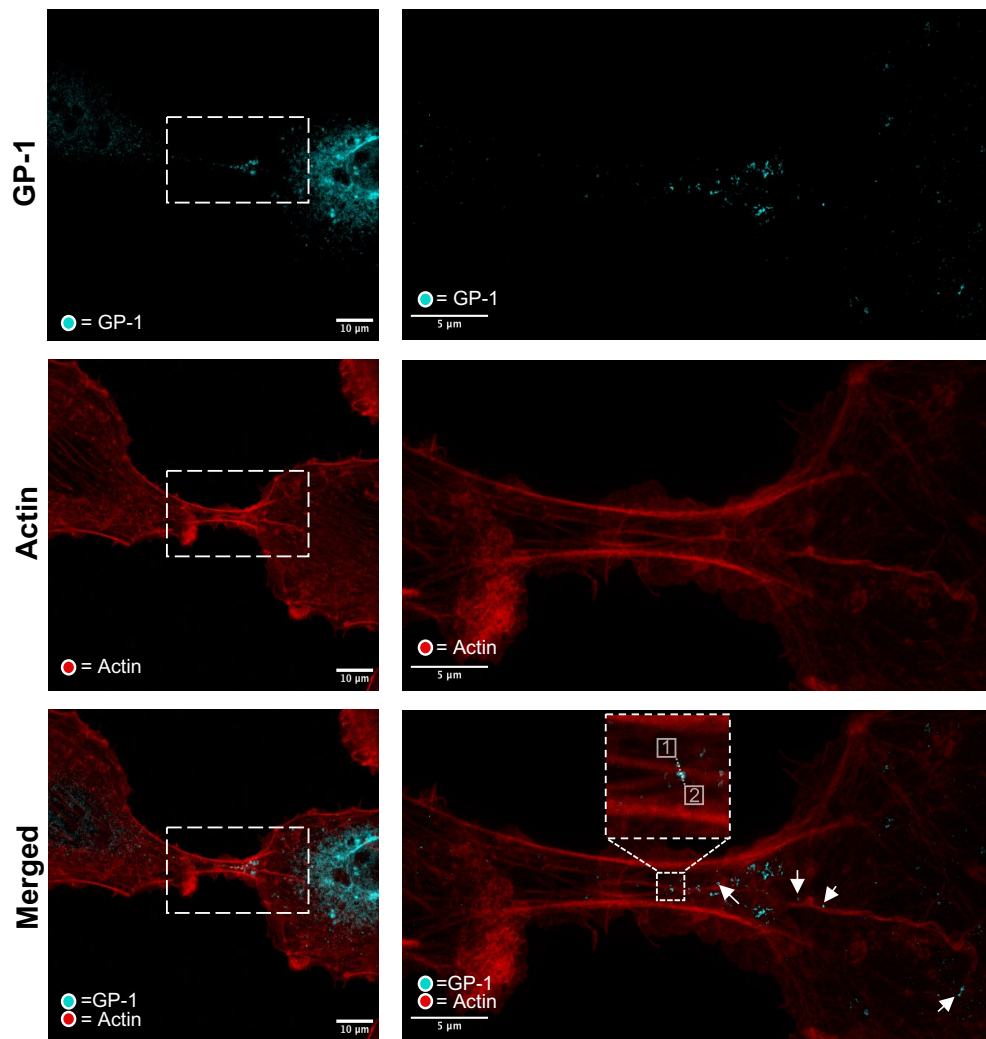 GP-1
= GP-1
10 µm
= GP-1
5 µm
Actin
= Actin
10 µm
= Actin
5 µm
Merged
=GP-1
= Actin
10 µm
1
2
=GP-1
= Actin
5 µm